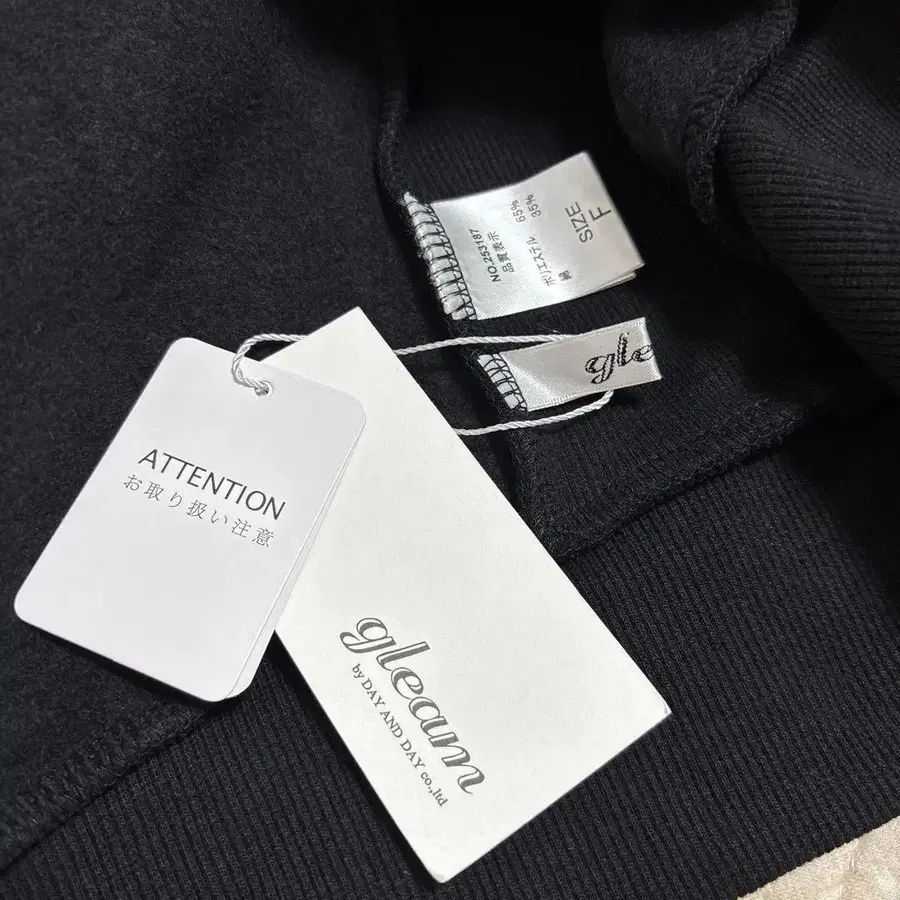 NO.253187
品質表示
ポリエステル 65%
綿 35%
SIZE
F
gle
ATTENTION
お取り扱い注意
gleam
by DAY AND DAY co.,ltd